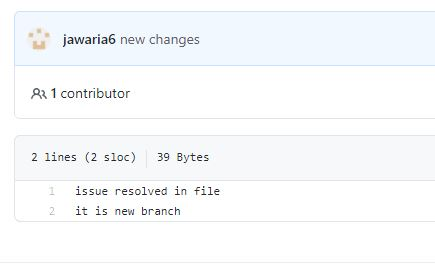 jawaria6 new changes
1 contributor
2 lines (2 sloc) 39 Bytes
1 issue resolved in file
2 it is new branch